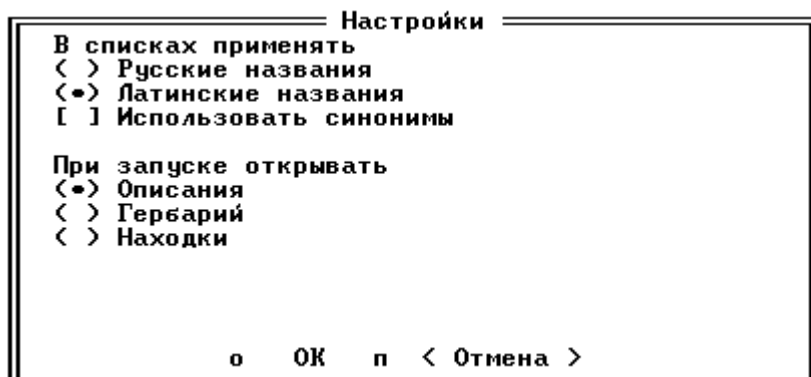 Настройки
В списках применять
( ) Русские названия
(•) Латинские названия
[ ] Использовать синонимы
При запуске открывать
(•) Описания
( ) Гербарий
( ) Находки
о ОК п < Отмена >